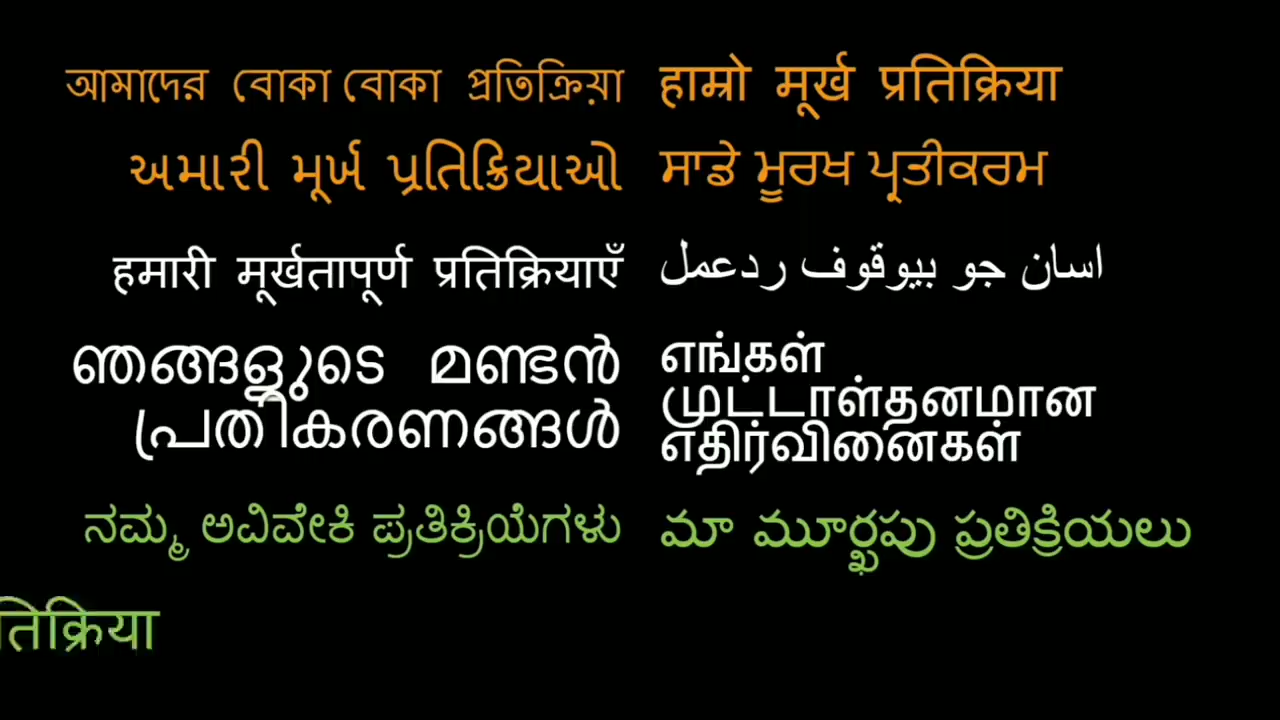 আমাদের বোকা বোকা প্রতিক্রিয়া
हाम्रो मूर्ख प्रतिक्रिया
અમારી મૂર્ખ પ્રતિક્રિયાઓ
ਸਾਡੇ ਮੂਰਖ ਪ੍ਰਤੀਕਰਮ
हमारी मूर्खतापूर्ण प्रतिक्रियाएँ
اسان جو بيوقوف ردعمل
ഞങ്ങളുടെ മണ്ടൻ
പ്രതികരണങ്ങൾ
எங்கள்
முட்டாள்தனமான
எதிர்வினைகள்
ನಮ್ಮ ಅವಿವೇಕಿ ಪ್ರತಿಕ್ರಿಯೆಗಳು
మా మూర్ఖపు ప్రతిక్రియలు
तिक्रिया